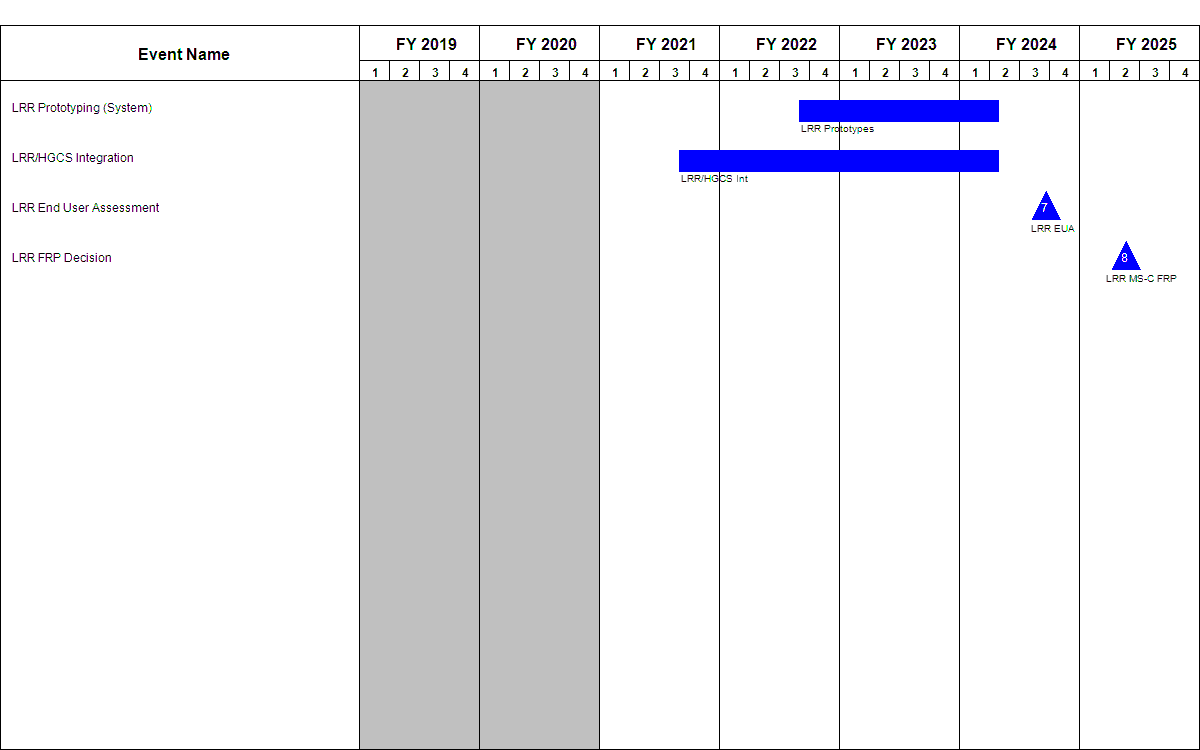 Event Name
FY 2019 FY 2020 FY 2021 FY 2022 FY 2023 FY 2024 FY 2025
1 2 3 4 1 2 3 4 1 2 3 4 1 2 3 4 1 2 3 4 1 2 3 4 1 2 3 4
LRR Prototyping (System)
LRR Prototypes
LRR/HGCS Integration
LRR/HGCS Int
LRR End User Assessment
7
LRR EUA
LRR FRP Decision
8
LRR MS-C FRP